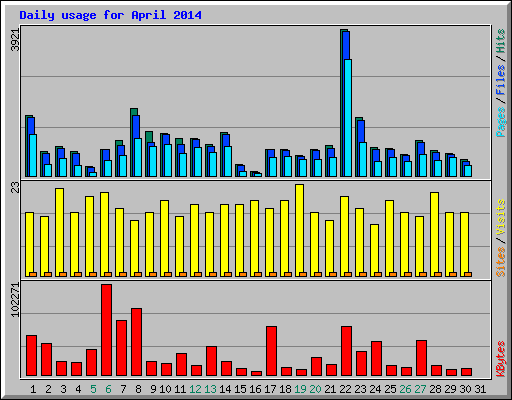 Daily usage for April 2014
3921
Pages / Files / Hits
23
Sites / Visits
102271
KBytes
1 2 3 4 5 6 7 8 9 10 11 12 13 14 15 16 17 18 19 20 21 22 23 24 25 26 27 28 29 30 31